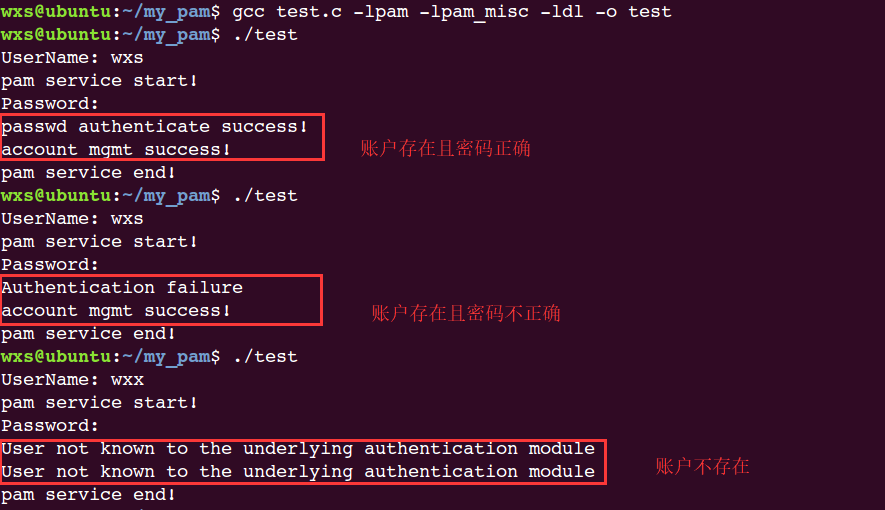 wxs@ubuntu:~/my_pam$ gcc test.c -lpam -lpam_misc -ldl -o test
wxs@ubuntu:~/my_pam$ ./test
UserName: wxs
pam service start!
Password:
passwd authenticate success!
account mgmt success!
账户存在且密码正确
pam service end!
wxs@ubuntu:~/my_pam$ ./test
UserName: wxs
pam service start!
Password:
Authentication failure
account mgmt success!
账户存在且密码不正确
pam service end!
wxs@ubuntu:~/my_pam$ ./test
UserName: wxx
pam service start!
Password:
User not known to the underlying authentication module
User not known to the underlying authentication module
账户不存在
pam service end!